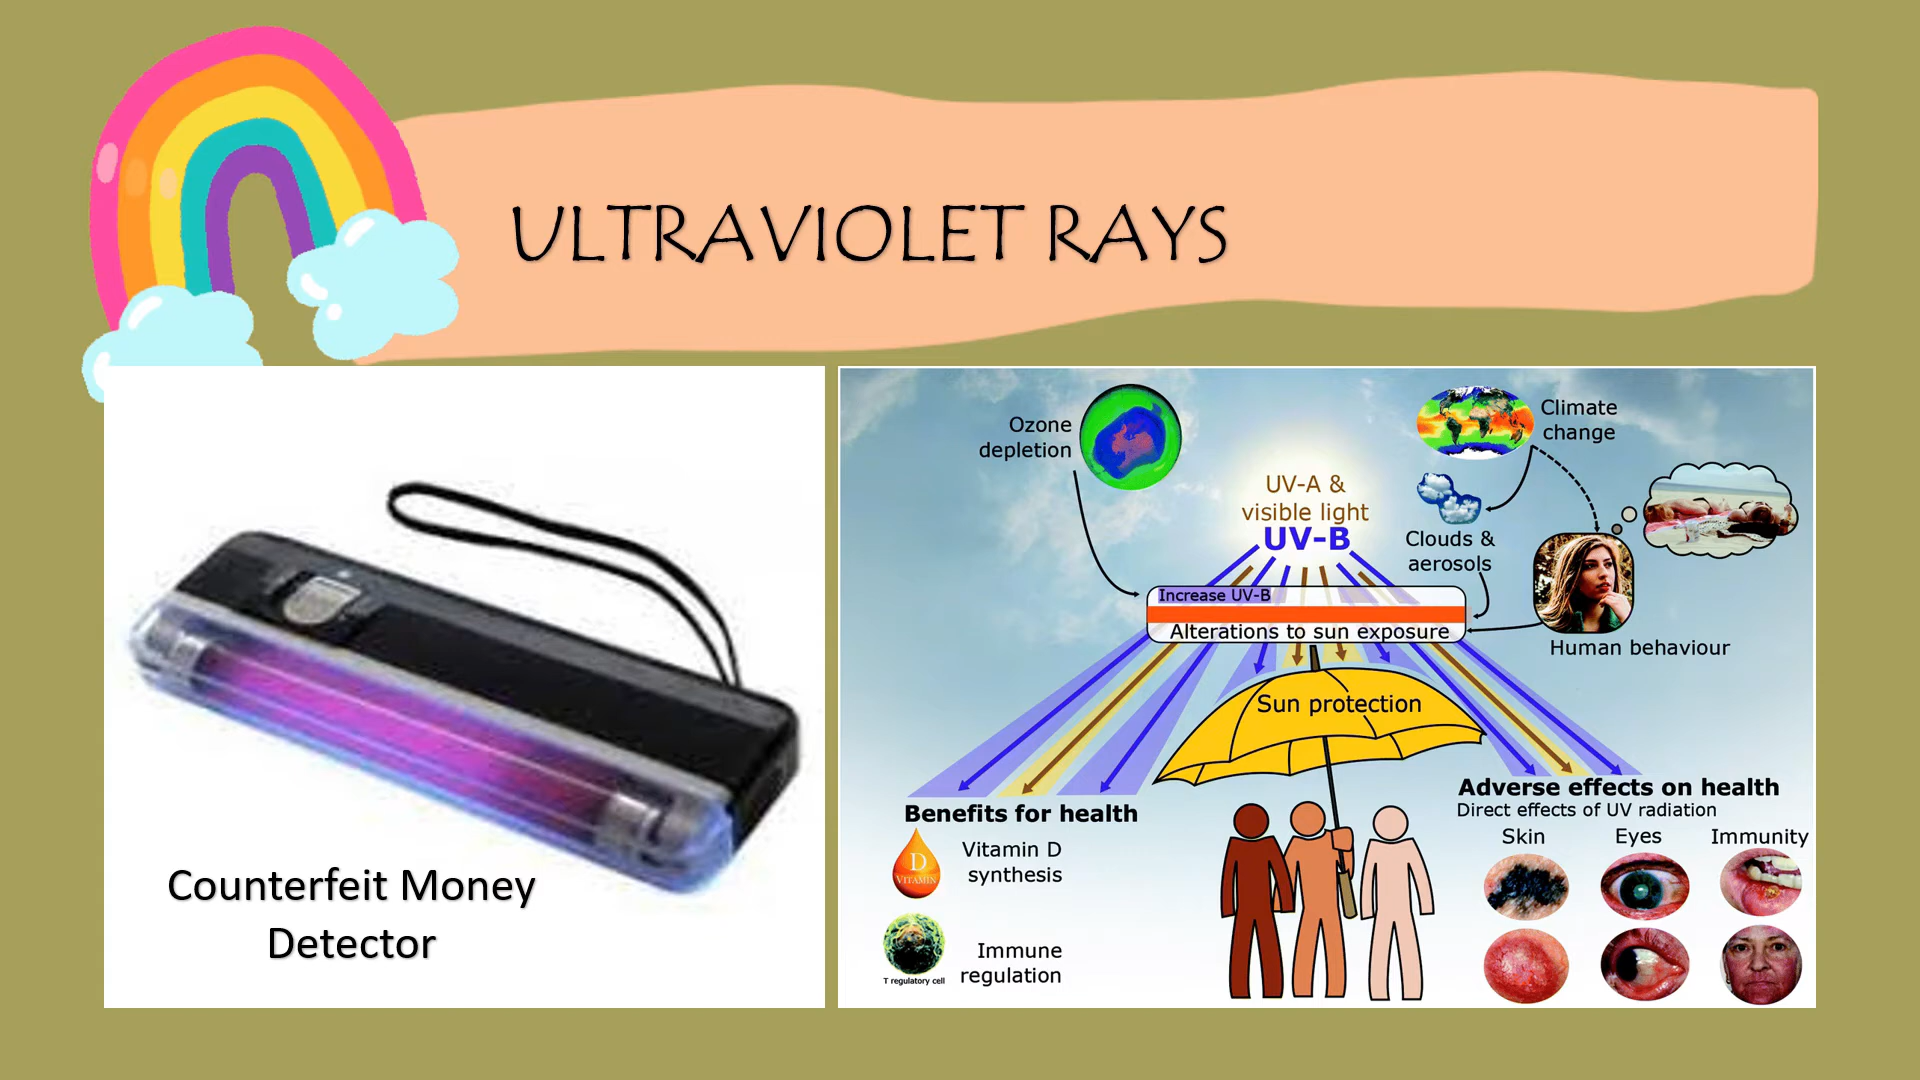 ULTRAVIOLET RAYS
Counterfeit Money
Detector
Ozone
depletion
UV-A &
visible light
UV-B
Climate
change
Clouds &
aerosols
Human behaviour
Increase UV-B
Alterations to sun exposure
Sun protection
Benefits for health
D
VITAMIN
Vitamin D
synthesis
T regulatory cell
Immune
regulation
Adverse effects on health
Direct effects of UV radiation
Skin
Eyes
Immunity